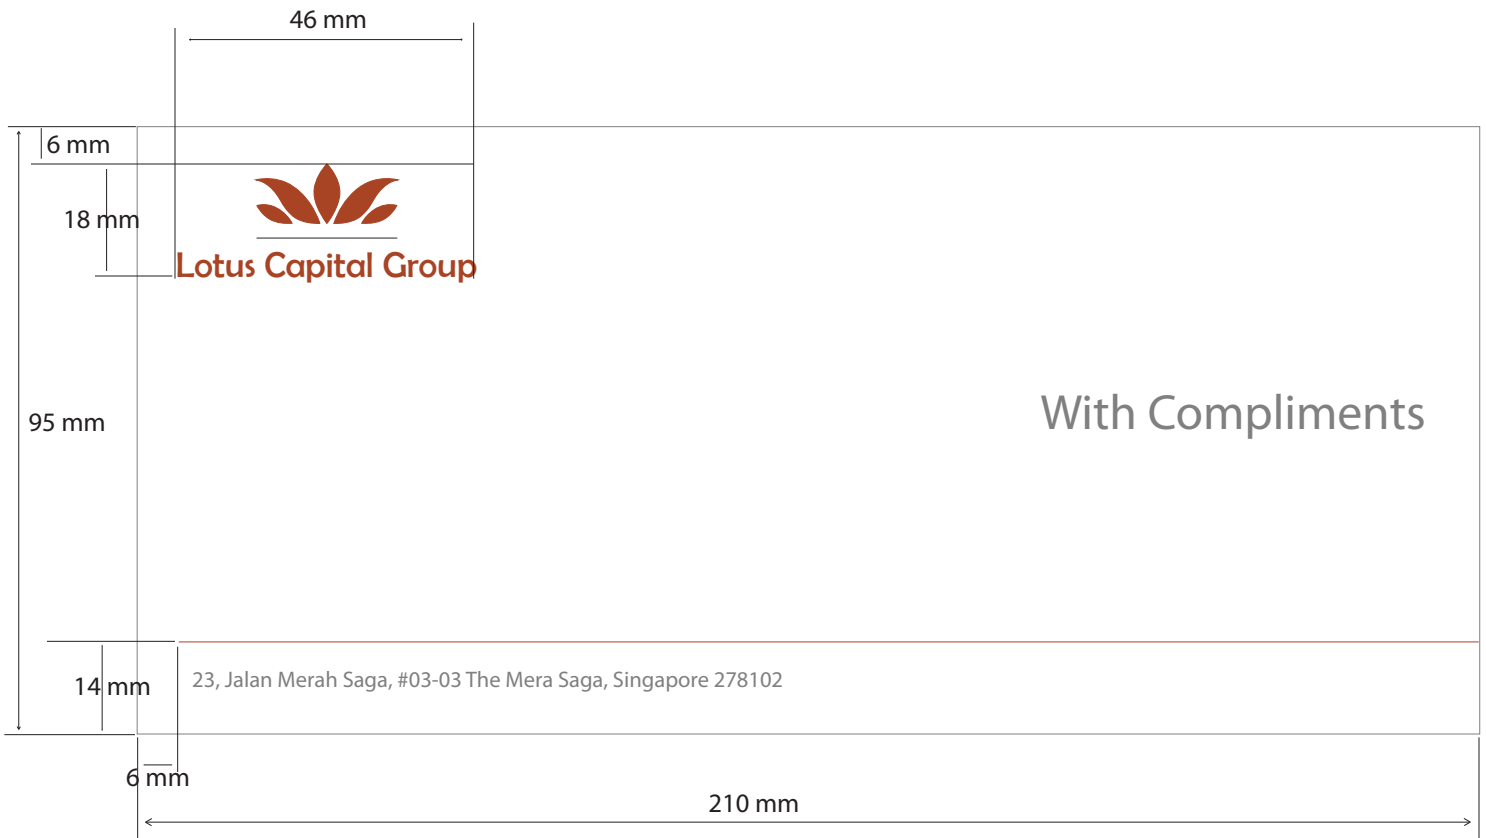 46 mm
6 mm
18 mm
Lotus Capital Group
With Compliments
95 mm
14 mm
23, Jalan Merah Saga, #03-03 The Mera Saga, Singapore 278102
6 mm
210 mm